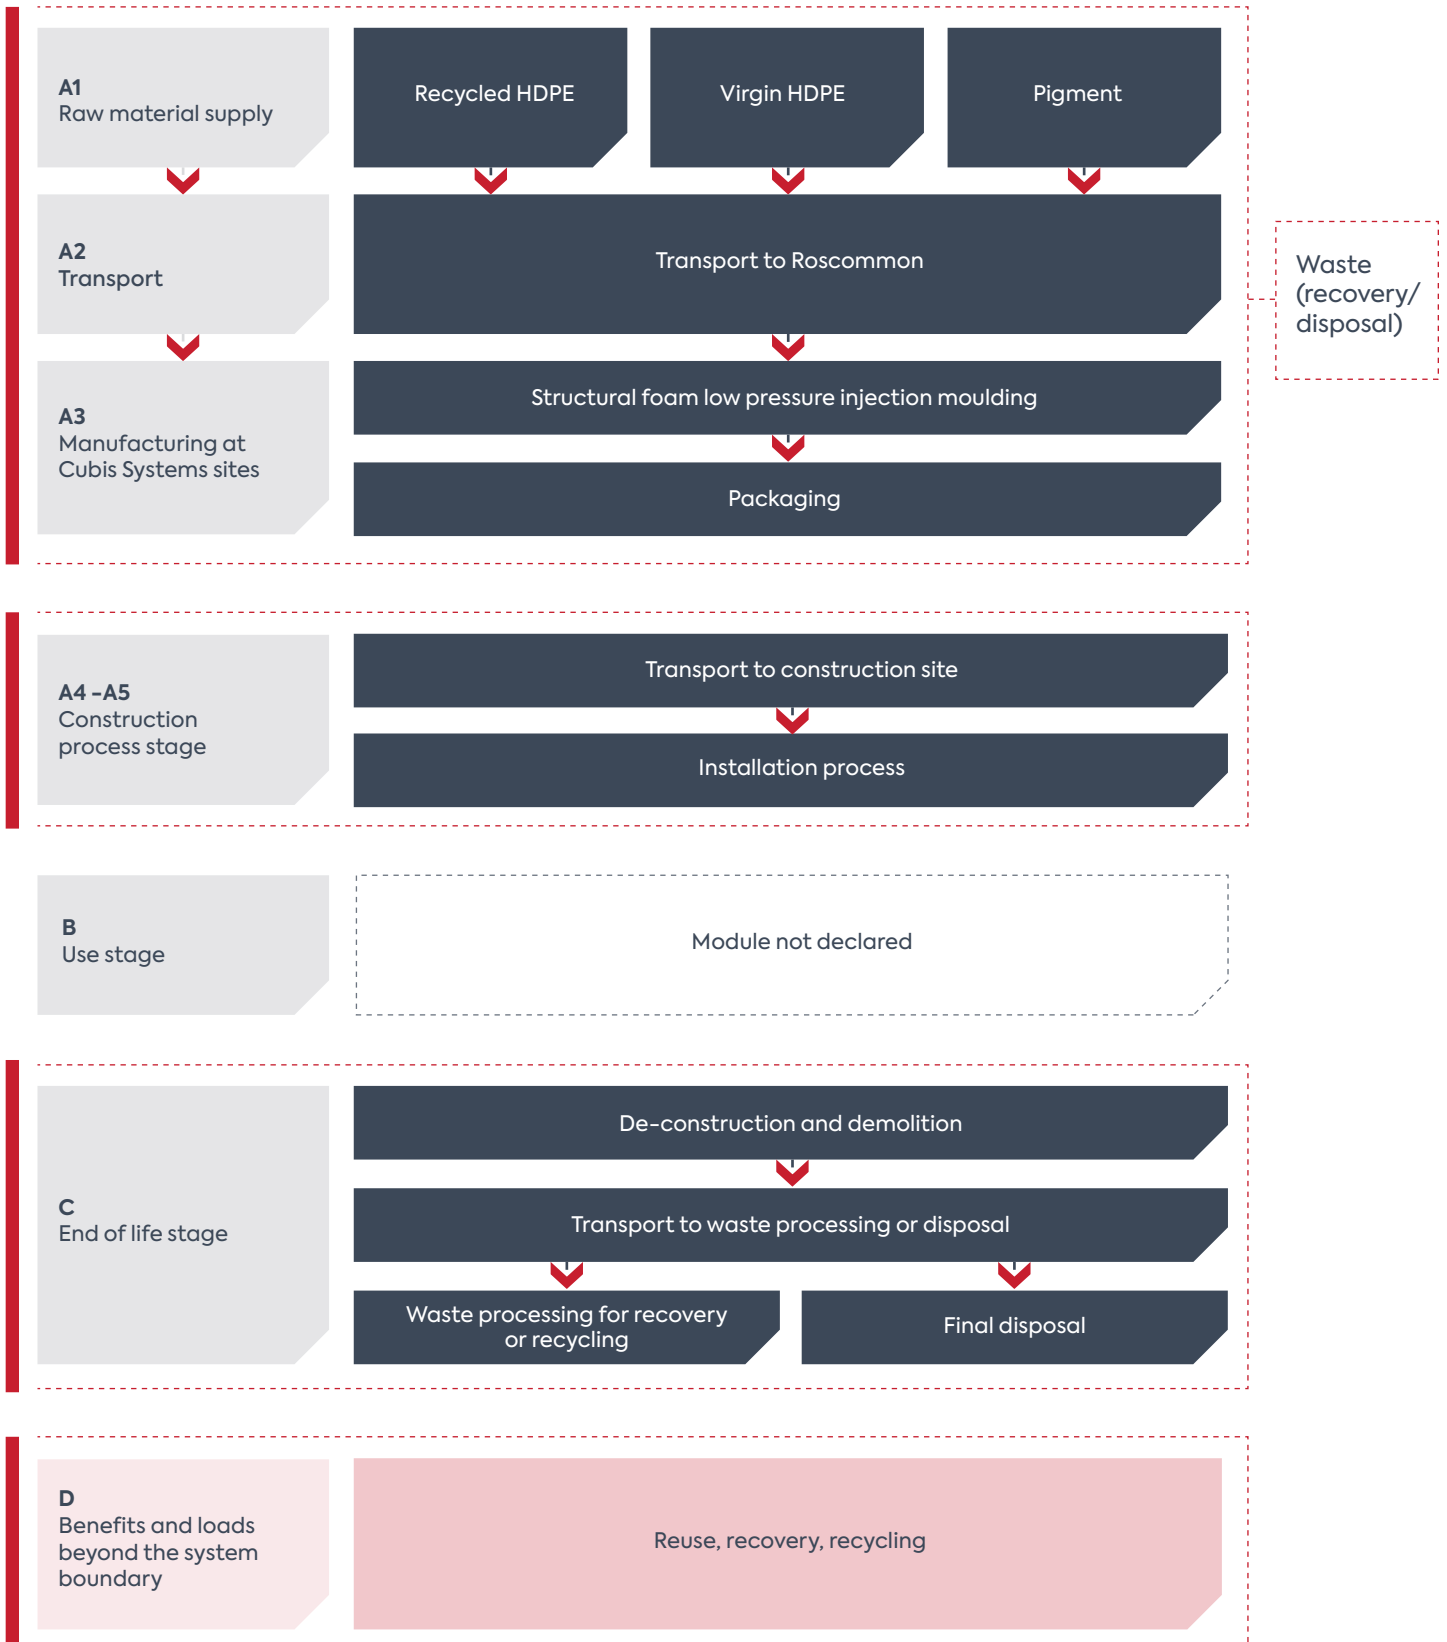 A1
Raw material supply
Recycled HDPE
Virgin HDPE
Pigment
A2
Transport
Transport to Roscommon
Waste
(recovery/
disposal)
A3
Manufacturing at
Cubis Systems sites
Structural foam low pressure injection moulding
Packaging
A4 -A5
Construction
process stage
Transport to construction site
Installation process
B
Use stage
Module not declared
C
End of life stage
De-construction and demolition
Transport to waste processing or disposal
Waste processing for recovery
or recycling
Final disposal
D
Benefits and loads
beyond the system
boundary
Reuse, recovery, recycling